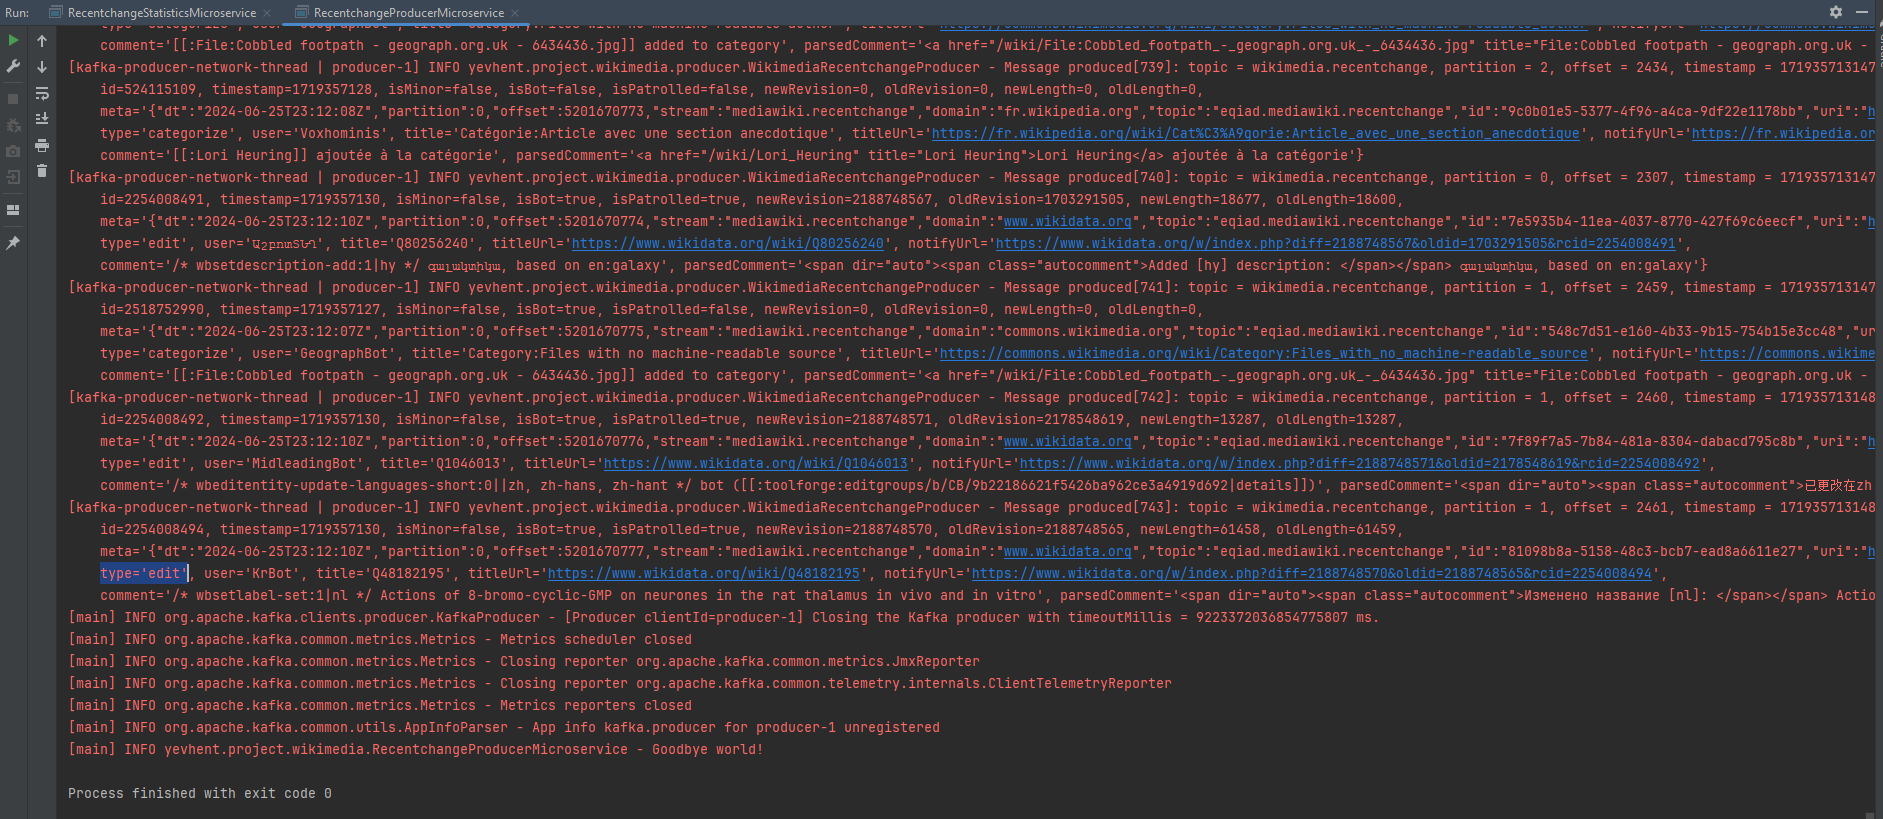 Run: RecentchangeStatisticsMicroservice × RecentchangeProducerMicroservice ×
comment='[[:File:Cobbled footpath - geograph.org.uk - 6434436.jpg]] added to category', parsedComment='<a href="/wiki/File:Cobbled_footpath_-_geograph.org.uk_-_6434436.jpg" title="File:Cobbled footpath - geograph.org.uk -
[kafka-producer-network-thread | producer-1] INFO yevhent.project.wikimedia.producer.WikimediaRecentchangeProducer - Message produced[739]: topic = wikimedia.recentchange, partition = 2, offset = 2434, timestamp = 1719357713147
id=524115109, timestamp=1719357128, isMinor=false, isBot=false, isPatrolled=false, newRevision=0, oldRevision=0, newLength=0, oldLength=0,
meta='{"dt":"2024-06-25T23:12:08Z","partition":0,"offset":5201670773,"stream":"mediawiki.recentchange","domain":"fr.wikipedia.org","topic":"eqiad.mediawiki.recentchange","id":"9c0b01e5-5377-4f96-a4ca-9df22e1178bb","uri":"h
type='categorize', user='Voxhominis', title='Catégorie:Article avec une section anecdotique', titleUrl='https://fr.wikipedia.org/wiki/Cat%C3%A9gorie:Article_avec_une_section_anecdotique', notifyUrl='https://fr.wikipedia.or
comment='[[:Lori Heuring]] ajoutée à la catégorie', parsedComment='<a href="/wiki/Lori_Heuring" title="Lori Heuring">Lori Heuring</a> ajoutée à la catégorie'}
[kafka-producer-network-thread | producer-1] INFO yevhent.project.wikimedia.producer.WikimediaRecentchangeProducer - Message produced[740]: topic = wikimedia.recentchange, partition = 0, offset = 2307, timestamp = 1719357713147
id=2254008491, timestamp=1719357130, isMinor=false, isBot=true, isPatrolled=true, newRevision=2188748567, oldRevision=1703291505, newLength=18677, oldLength=18600,
meta='{"dt":"2024-06-25T23:12:10Z","partition":0,"offset":5201670774,"stream":"mediawiki.recentchange","domain":"www.wikidata.org","topic":"eqiad.mediawiki.recentchange","id":"7e5935b4-11ea-4037-8770-427f69c6eecf","uri":"h
type='edit', user='ԱշբոտՏՆՂ', title='Q80256240', titleUrl='https://www.wikidata.org/wiki/Q80256240', notifyUrl='https://www.wikidata.org/w/index.php?diff=2188748567&oldid=1703291505&rcid=2254008491',
comment='/* wbsetdescription-add:1|hy */ գալակտիկա, based on en:galaxy', parsedComment='<span dir="auto"><span class="autocomment">Added [hy] description: </span></span> գալակտիկա, based on en:galaxy'}
[kafka-producer-network-thread | producer-1] INFO yevhent.project.wikimedia.producer.WikimediaRecentchangeProducer - Message produced[741]: topic = wikimedia.recentchange, partition = 1, offset = 2459, timestamp = 1719357713147
id=2518752990, timestamp=1719357127, isMinor=false, isBot=true, isPatrolled=false, newRevision=0, oldRevision=0, newLength=0, oldLength=0,
meta='{"dt":"2024-06-25T23:12:07Z","partition":0,"offset":5201670775,"stream":"mediawiki.recentchange","domain":"commons.wikimedia.org","topic":"eqiad.mediawiki.recentchange","id":"548c7d51-e160-4b33-9b15-754b15e3cc48","ur
type='categorize', user='GeographBot', title='Category:Files with no machine-readable source', titleUrl='https://commons.wikimedia.org/wiki/Category:Files_with_no_machine-readable_source', notifyUrl='https://commons.wikime
comment='[[:File:Cobbled footpath - geograph.org.uk - 6434436.jpg]] added to category', parsedComment='<a href="/wiki/File:Cobbled_footpath_-_geograph.org.uk_-_6434436.jpg" title="File:Cobbled footpath - geograph.org.uk -
[kafka-producer-network-thread | producer-1] INFO yevhent.project.wikimedia.producer.WikimediaRecentchangeProducer - Message produced[742]: topic = wikimedia.recentchange, partition = 1, offset = 2460, timestamp = 1719357713148
id=2254008492, timestamp=1719357130, isMinor=false, isBot=true, isPatrolled=true, newRevision=2188748571, oldRevision=2178548619, newLength=13287, oldLength=13287,
meta='{"dt":"2024-06-25T23:12:10Z","partition":0,"offset":5201670776,"stream":"mediawiki.recentchange","domain":"www.wikidata.org","topic":"eqiad.mediawiki.recentchange","id":"7f89f7a5-7b84-481a-8304-dabacd795c8b","uri":"h
type='edit', user='MidleadingBot', title='Q1046013', titleUrl='https://www.wikidata.org/wiki/Q1046013', notifyUrl='https://www.wikidata.org/w/index.php?diff=2188748571&oldid=2178548619&rcid=2254008492',
comment='/* wbeditentity-update-languages-short:0||zh, zh-hans, zh-hant */ bot ([[:toolforge:editgroups/b/CB/9b22186621f5426ba962ce3a4919d692|details]])', parsedComment='<span dir="auto"><span class="autocomment">已更改在zh
[kafka-producer-network-thread | producer-1] INFO yevhent.project.wikimedia.producer.WikimediaRecentchangeProducer - Message produced[743]: topic = wikimedia.recentchange, partition = 1, offset = 2461, timestamp = 1719357713148
id=2254008494, timestamp=1719357130, isMinor=false, isBot=true, isPatrolled=true, newRevision=2188748570, oldRevision=2188748565, newLength=61458, oldLength=61459,
meta='{"dt":"2024-06-25T23:12:10Z","partition":0,"offset":5201670777,"stream":"mediawiki.recentchange","domain":"www.wikidata.org","topic":"eqiad.mediawiki.recentchange","id":"81098b8a-5158-48c3-bcb7-ead8a6611e27","uri":"h
type='edit', user='KrBot', title='Q48182195', titleUrl='https://www.wikidata.org/wiki/Q48182195', notifyUrl='https://www.wikidata.org/w/index.php?diff=2188748570&oldid=2188748565&rcid=2254008494',
comment='/* wbsetlabel-set:1|nl */ Actions of 8-bromo-cyclic-GMP on neurones in the rat thalamus in vivo and in vitro', parsedComment='<span dir="auto"><span class="autocomment">Изменено название [nl]: </span></span> Actio
[main] INFO org.apache.kafka.clients.producer.KafkaProducer - [Producer clientId=producer-1] Closing the Kafka producer with timeoutMillis = 9223372036854775807 ms.
[main] INFO org.apache.kafka.common.metrics.Metrics - Metrics scheduler closed
[main] INFO org.apache.kafka.common.metrics.Metrics - Closing reporter org.apache.kafka.common.metrics.JmxReporter
[main] INFO org.apache.kafka.common.metrics.Metrics - Closing reporter org.apache.kafka.common.telemetry.internals.ClientTelemetryReporter
[main] INFO org.apache.kafka.common.metrics.Metrics - Metrics reporters closed
[main] INFO org.apache.kafka.common.utils.AppInfoParser - App info kafka.producer for producer-1 unregistered
[main] INFO yevhent.project.wikimedia.RecentchangeProducerMicroservice - Goodbye world!
Process finished with exit code 0